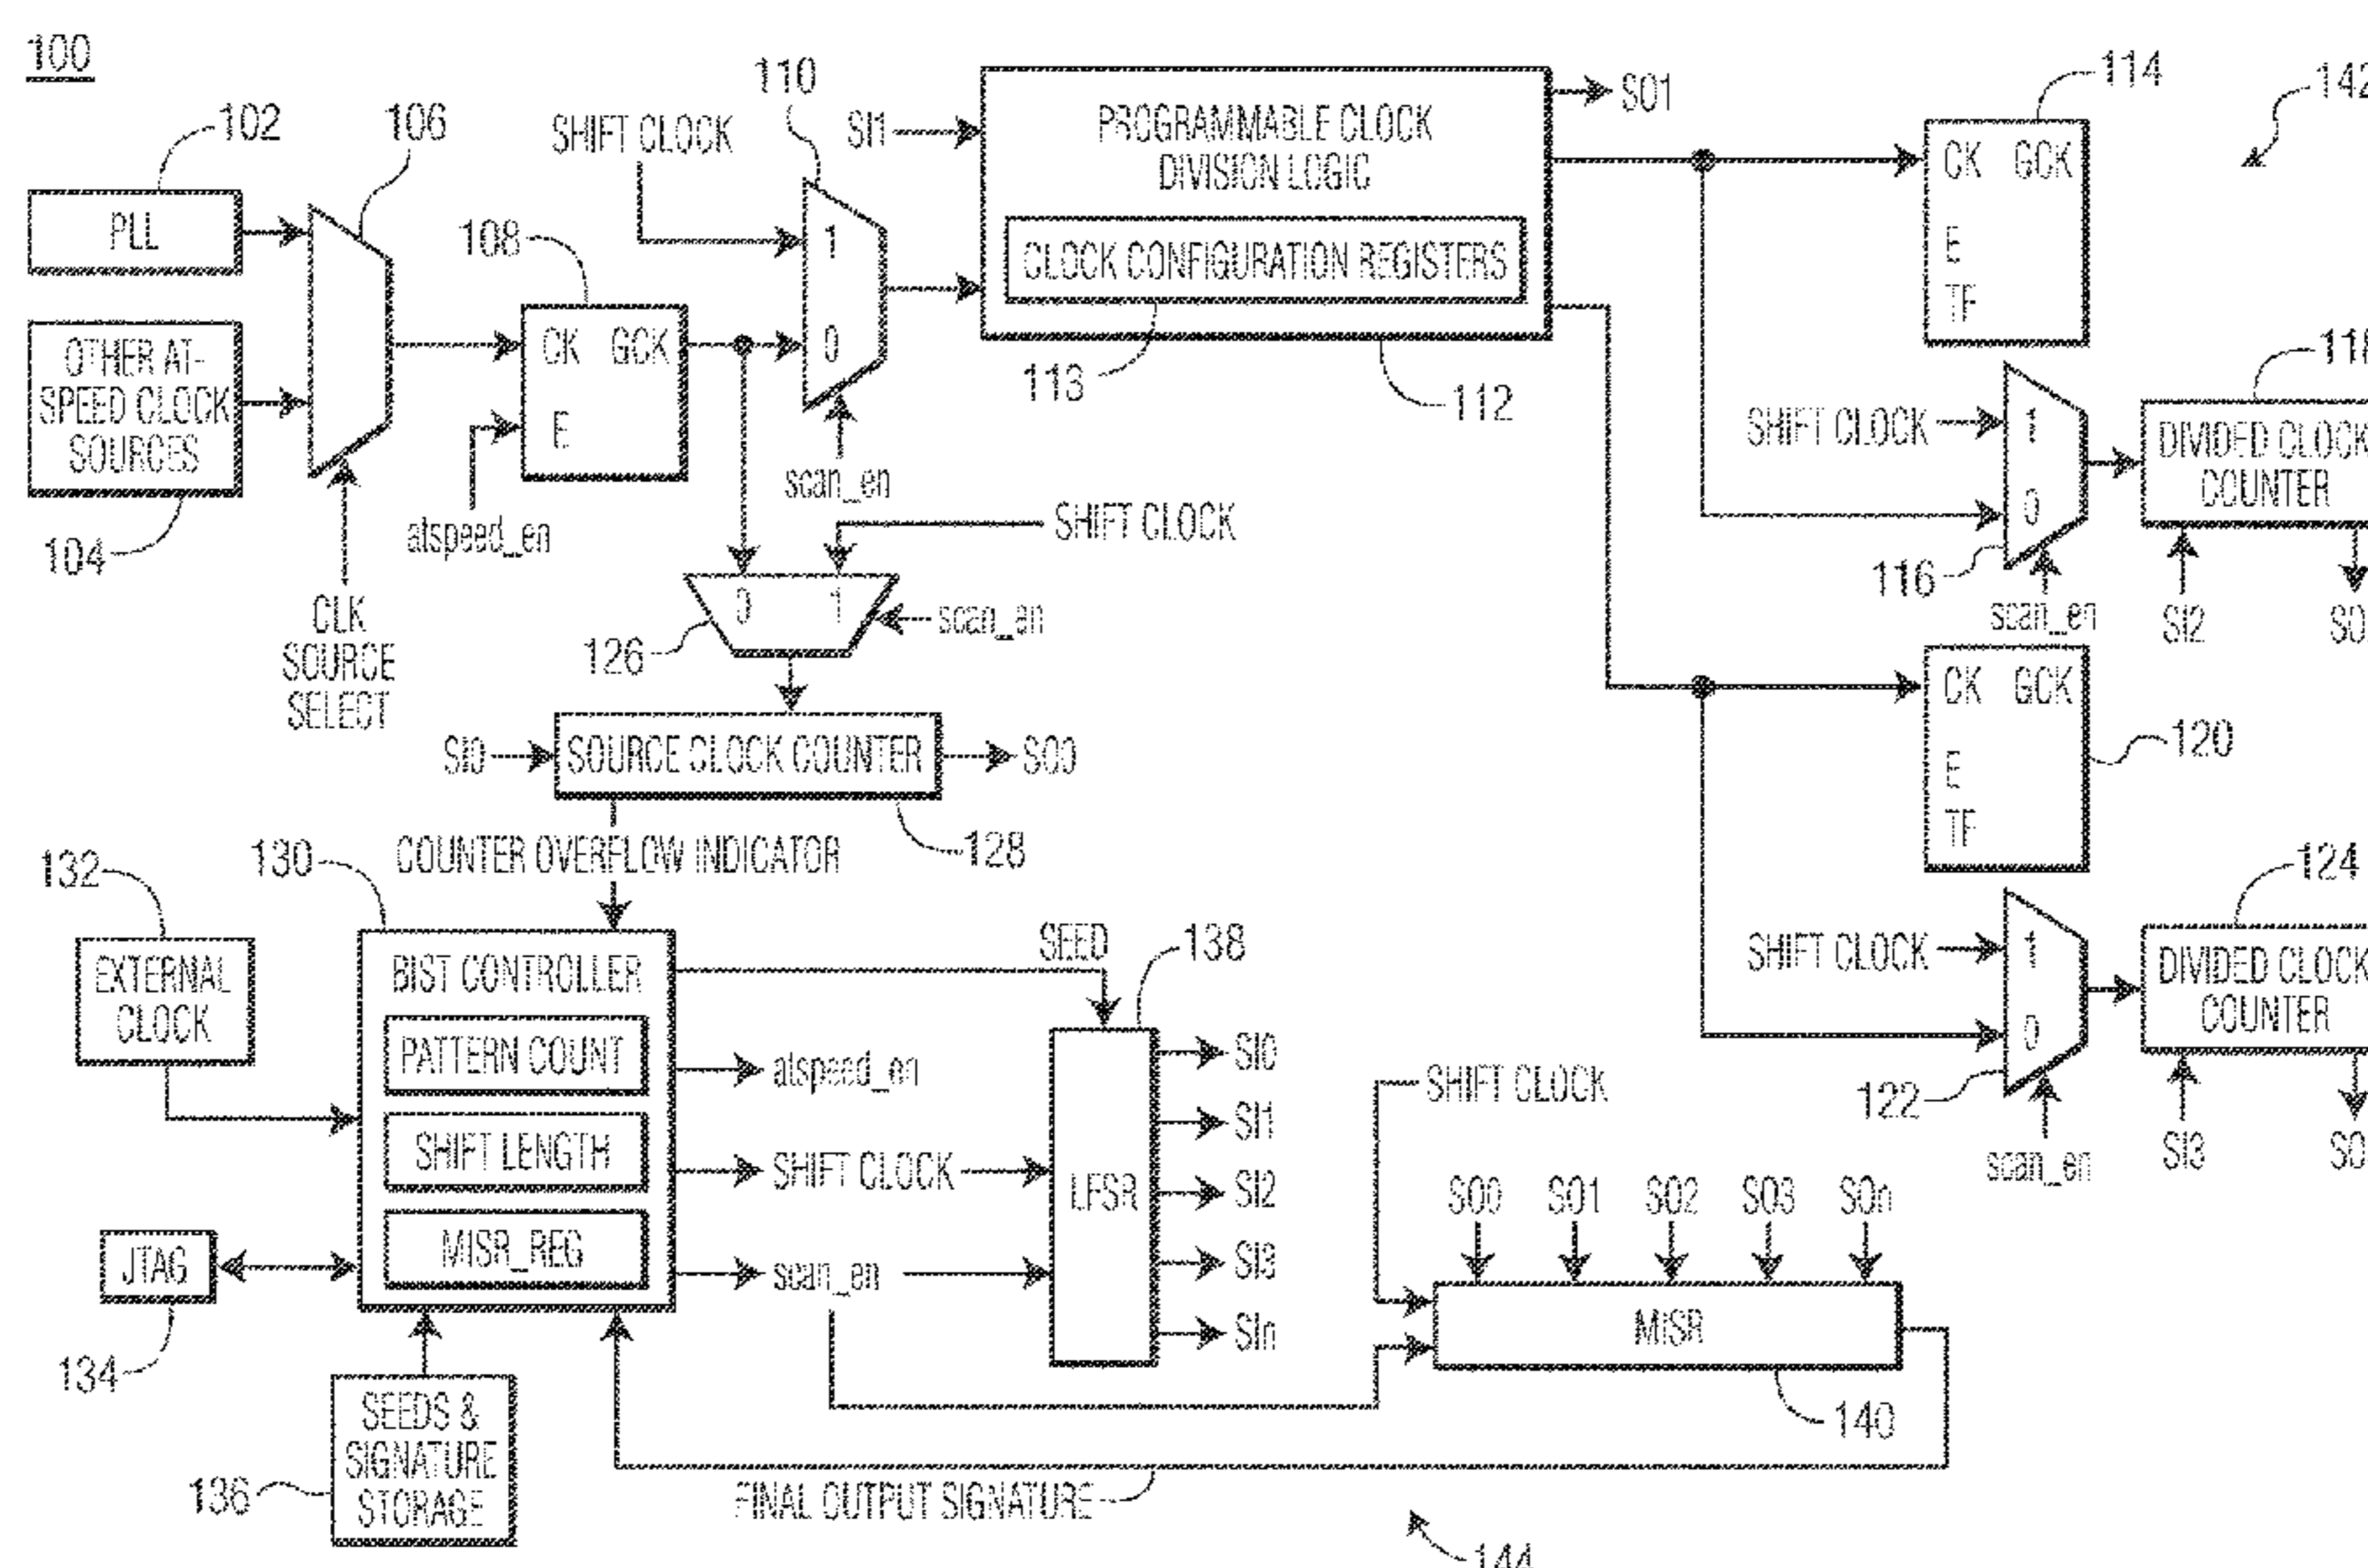 100
102
106
110
SHIFT CLOCK
SI1
PROGRAMMABLE CLOCK
DIVISION LOGIC
CLOCK CONFIGURATION REGISTERS
113
112
SO1
114
142
CK GCK
E
TE
PLL
OTHER AT-
SPEED CLOCK
SOURCES
104
CLK
SOURCE
SELECT
108
CK GCK
E
atspeed_en
1
0
scan_en
SHIFT CLOCK
0 1
scan_en
126
SHIFT CLOCK
1
0
116
scan_en
118
DIVIDED CLOCK
COUNTER
SI2
SO
SI0
SOURCE CLOCK COUNTER
SO0
128
COUNTER OVERFLOW INDICATOR
CK GCK
E
TE
120
SHIFT CLOCK
1
0
122
scan_en
124
DIVIDED CLOCK
COUNTER
SI3
SO
132
EXTERNAL
CLOCK
130
BIST CONTROLLER
PATTERN COUNT
SHIFT LENGTH
MISR_REG
JTAG
134
SEEDS &
SIGNATURE
STORAGE
136
SEED
138
atspeed_en
SHIFT CLOCK
scan_en
LFSR
SI0
SI1
SI2
SI3
SIn
SHIFT CLOCK
SO0 SO1 SO2 SO3 SOn
MISR
140
FINAL OUTPUT SIGNATURE
144